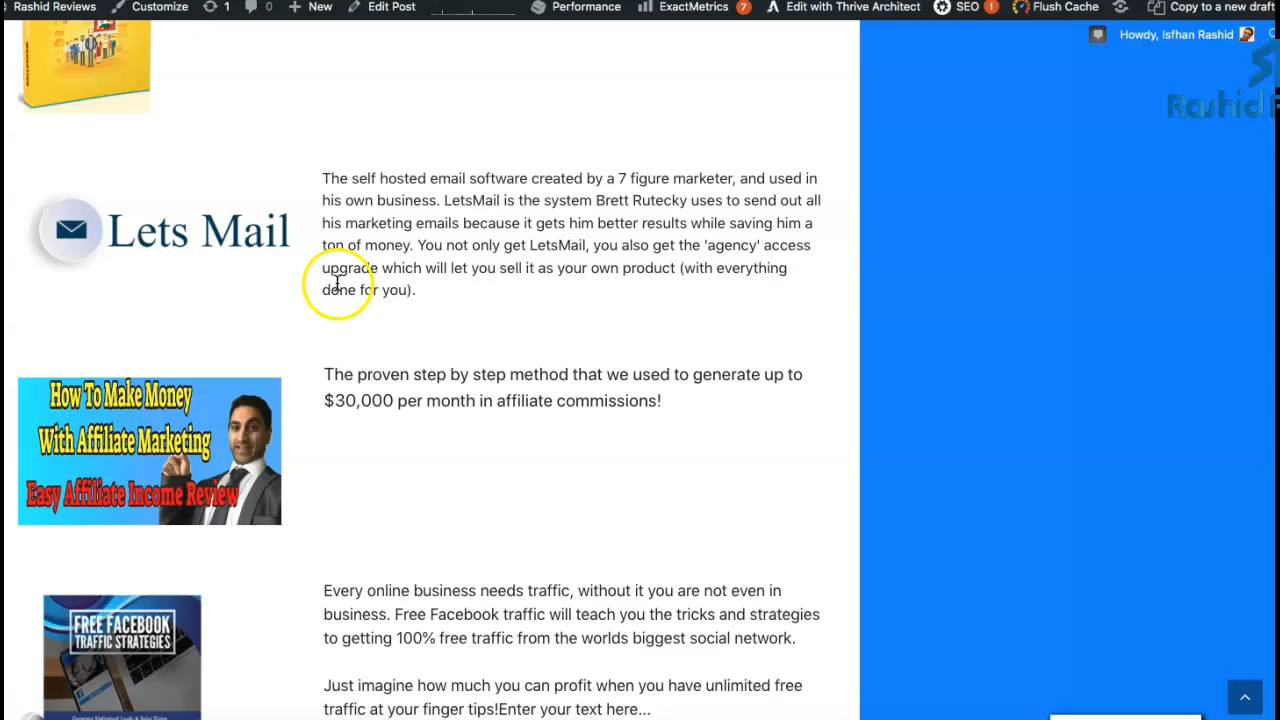 Rashid Reviews Customize 1 0 New Edit Post Performance ExactMetrics 7 Edit with Thrive Architect SEO ! Flush Cache Copy to a new draft
Howdy, Isfhan Rashid
Rashid
The self hosted email software created by a 7 figure marketer, and used in
his own business. LetsMail is the system Brett Rutecky uses to send out all
his marketing emails because it gets him better results while saving him a
ton of money. You not only get LetsMail, you also get the 'agency' access
upgrade which will let you sell it as your own product (with everything
done for you).
Lets Mail
The proven step by step method that we used to generate up to
$30,000 per month in affiliate commissions!
How To Make Money
With Affiliate Marketing
Easy Affiliate Income Review
Every online business needs traffic, without it you are not even in
business. Free Facebook traffic will teach you the tricks and strategies
to getting 100% free traffic from the worlds biggest social network.
Just imagine how much you can profit when you have unlimited free
traffic at your finger tips!Enter your text here...
FREE FACEBOOK
TRAFFIC STRATEGIES